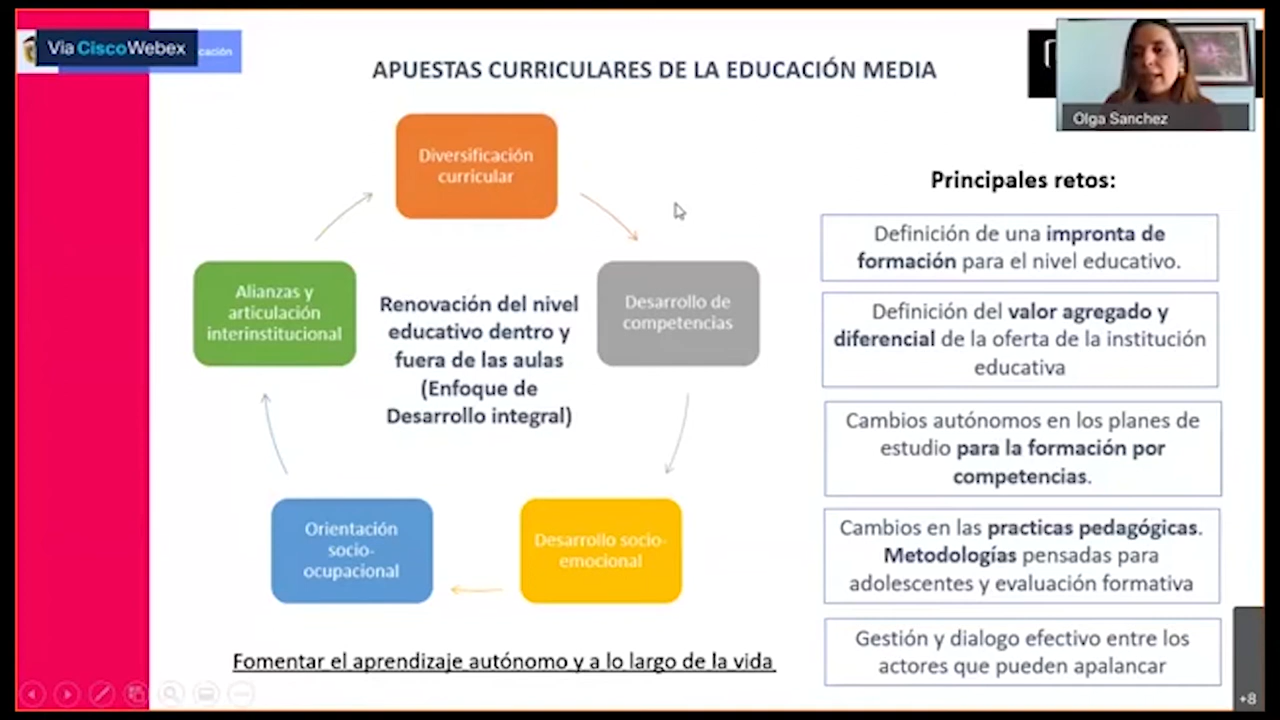 Via CiscoWebex
cación
APUESTAS CURRICULARES DE LA EDUCACIÓN MEDIA
Olga Sanchez
Diversificación
curricular
Alianzas y
articulación
interinstitucional
Renovación del nivel
educativo dentro y
fuera de las aulas
(Enfoque de
Desarrollo integral)
Desarrollo de
competencias
Orientación
socio-
ocupacional
Desarrollo socio-
emocional
Fomentar el aprendizaje autónomo y a lo largo de la vida
Principales retos:
Definición de una impronta de
formación para el nivel educativo.
Definición del valor agregado y
diferencial de la oferta de la institución
educativa
Cambios autónomos en los planes de
estudio para la formación por
competencias.
Cambios en las practicas pedagógicas.
Metodologías pensadas para
adolescentes y evaluación formativa
Gestión y dialogo efectivo entre los
actores que pueden apalancar
+8